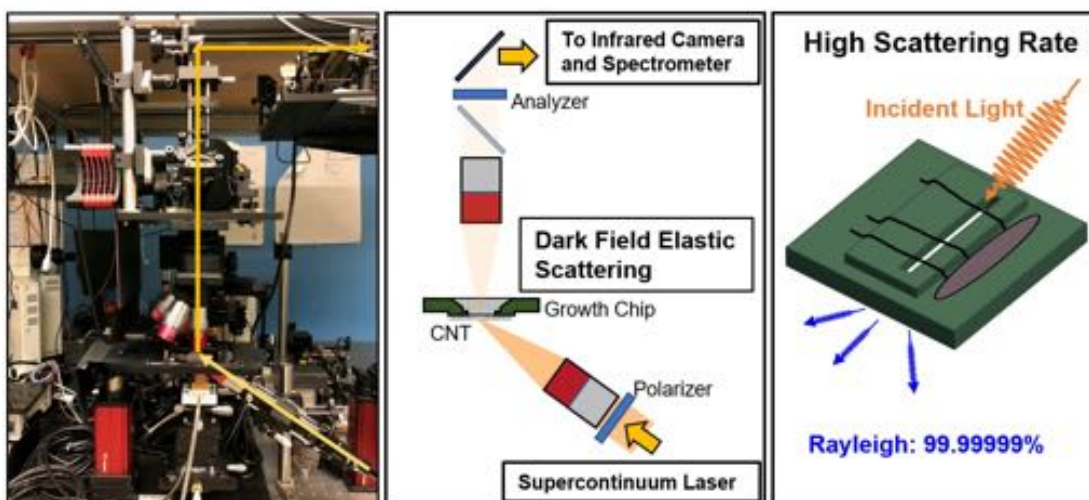 To Infrared Camera
and Spectrometer
Analyzer
Dark Field Elastic
Scattering
Growth Chip
CNT
Polarizer
Supercontinuum Laser
High Scattering Rate
Incident Light
Rayleigh: 99.99999%